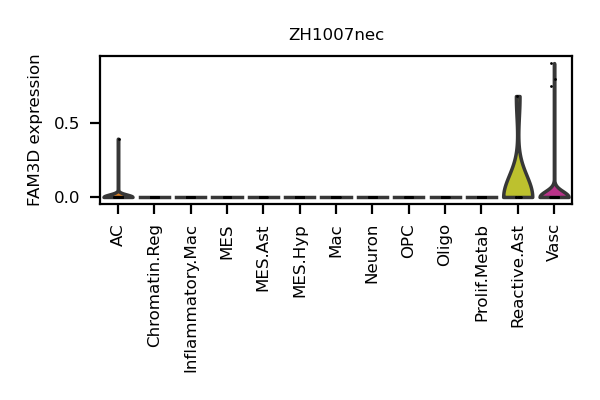 ZH1007nec
FAM3D expression
0.5
0.0
AC
Chromatin.Reg
Inflammatory.Mac
MES
MES.Ast
MES.Hyp
Mac
Neuron
OPC
Oligo
Prolif.Metab
Reactive.Ast
Vasc